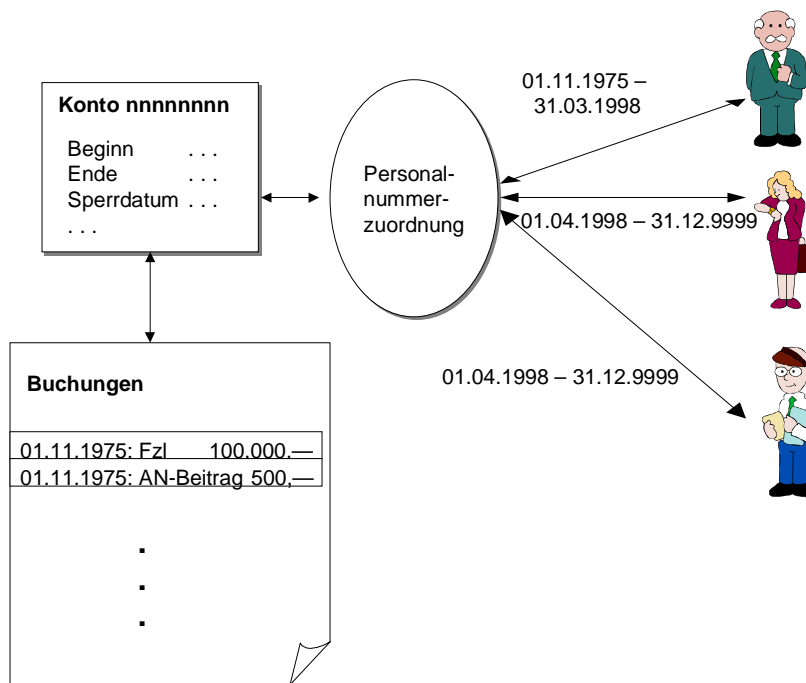 Konto nnnnnnnn
Beginn . . .
Ende . . .
Sperrdatum . . .
. . .
Personal-
nummer-
zuordnung
01.11.1975 –
31.03.1998
01.04.1998 – 31.12.9999
01.04.1998 – 31.12.9999
Buchungen
01.11.1975: Fzl 100.000.—
01.11.1975: AN-Beitrag 500,—
.
.
.